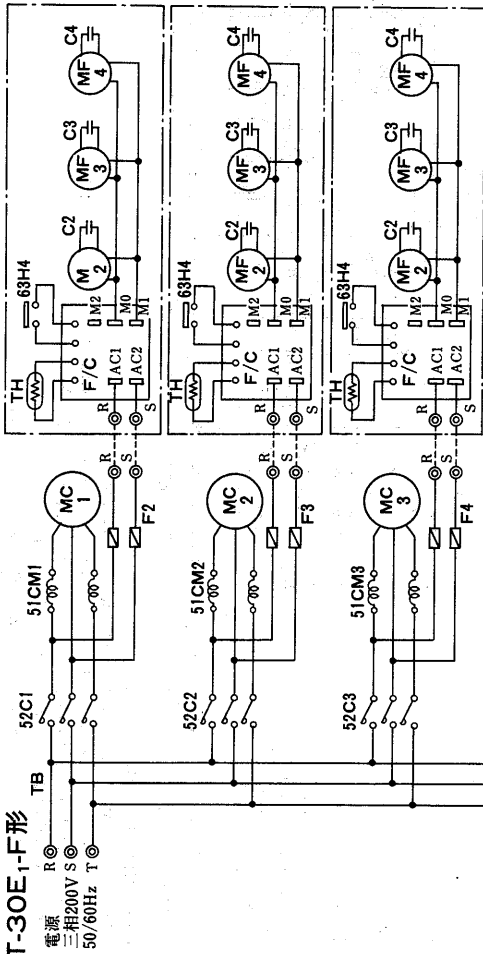 T-30E₁-F形
電源
三相200V
50/60Hz
R
S
T
TB
52C1
51CM1
MC
1
R
S
F2
R
S
TH
63H4
F/C
AC1
AC2
M2
M0
M1
M
2
C2
MF
3
C3
MF
4
C4
52C2
51CM2
MC
2
R
S
F3
R
S
TH
63H4
F/C
AC1
AC2
M2
M0
M1
MF
2
C2
MF
3
C3
MF
4
C4
52C3
51CM3
MC
3
R
S
F4
R
S
TH
63H4
F/C
AC1
AC2
M2
M0
M1
MF
2
C2
MF
3
C3
MF
4
C4